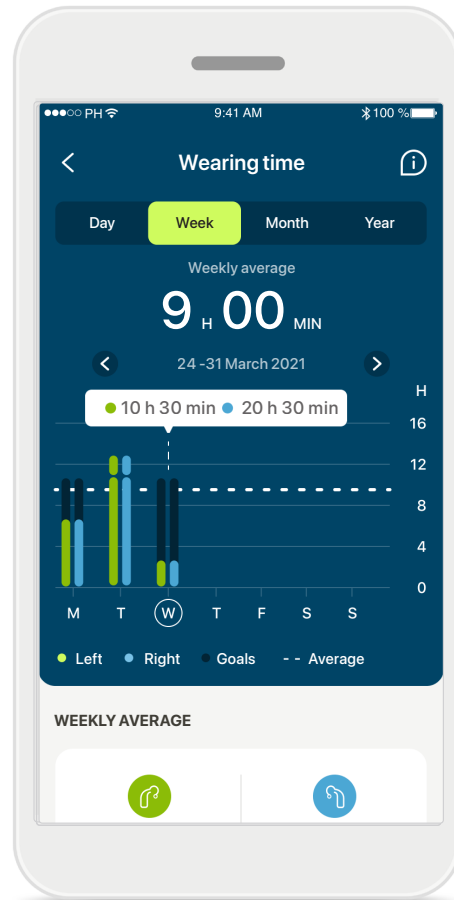 PH 9:41 AM 100 %
Wearing time
Day Week Month Year
Weekly average
9 H 00 MIN
24 -31 March 2021
H
10 h 30 min 20 h 30 min
16
12
8
4
0
M T W T F S S
Left Right Goals - - Average
WEEKLY AVERAGE